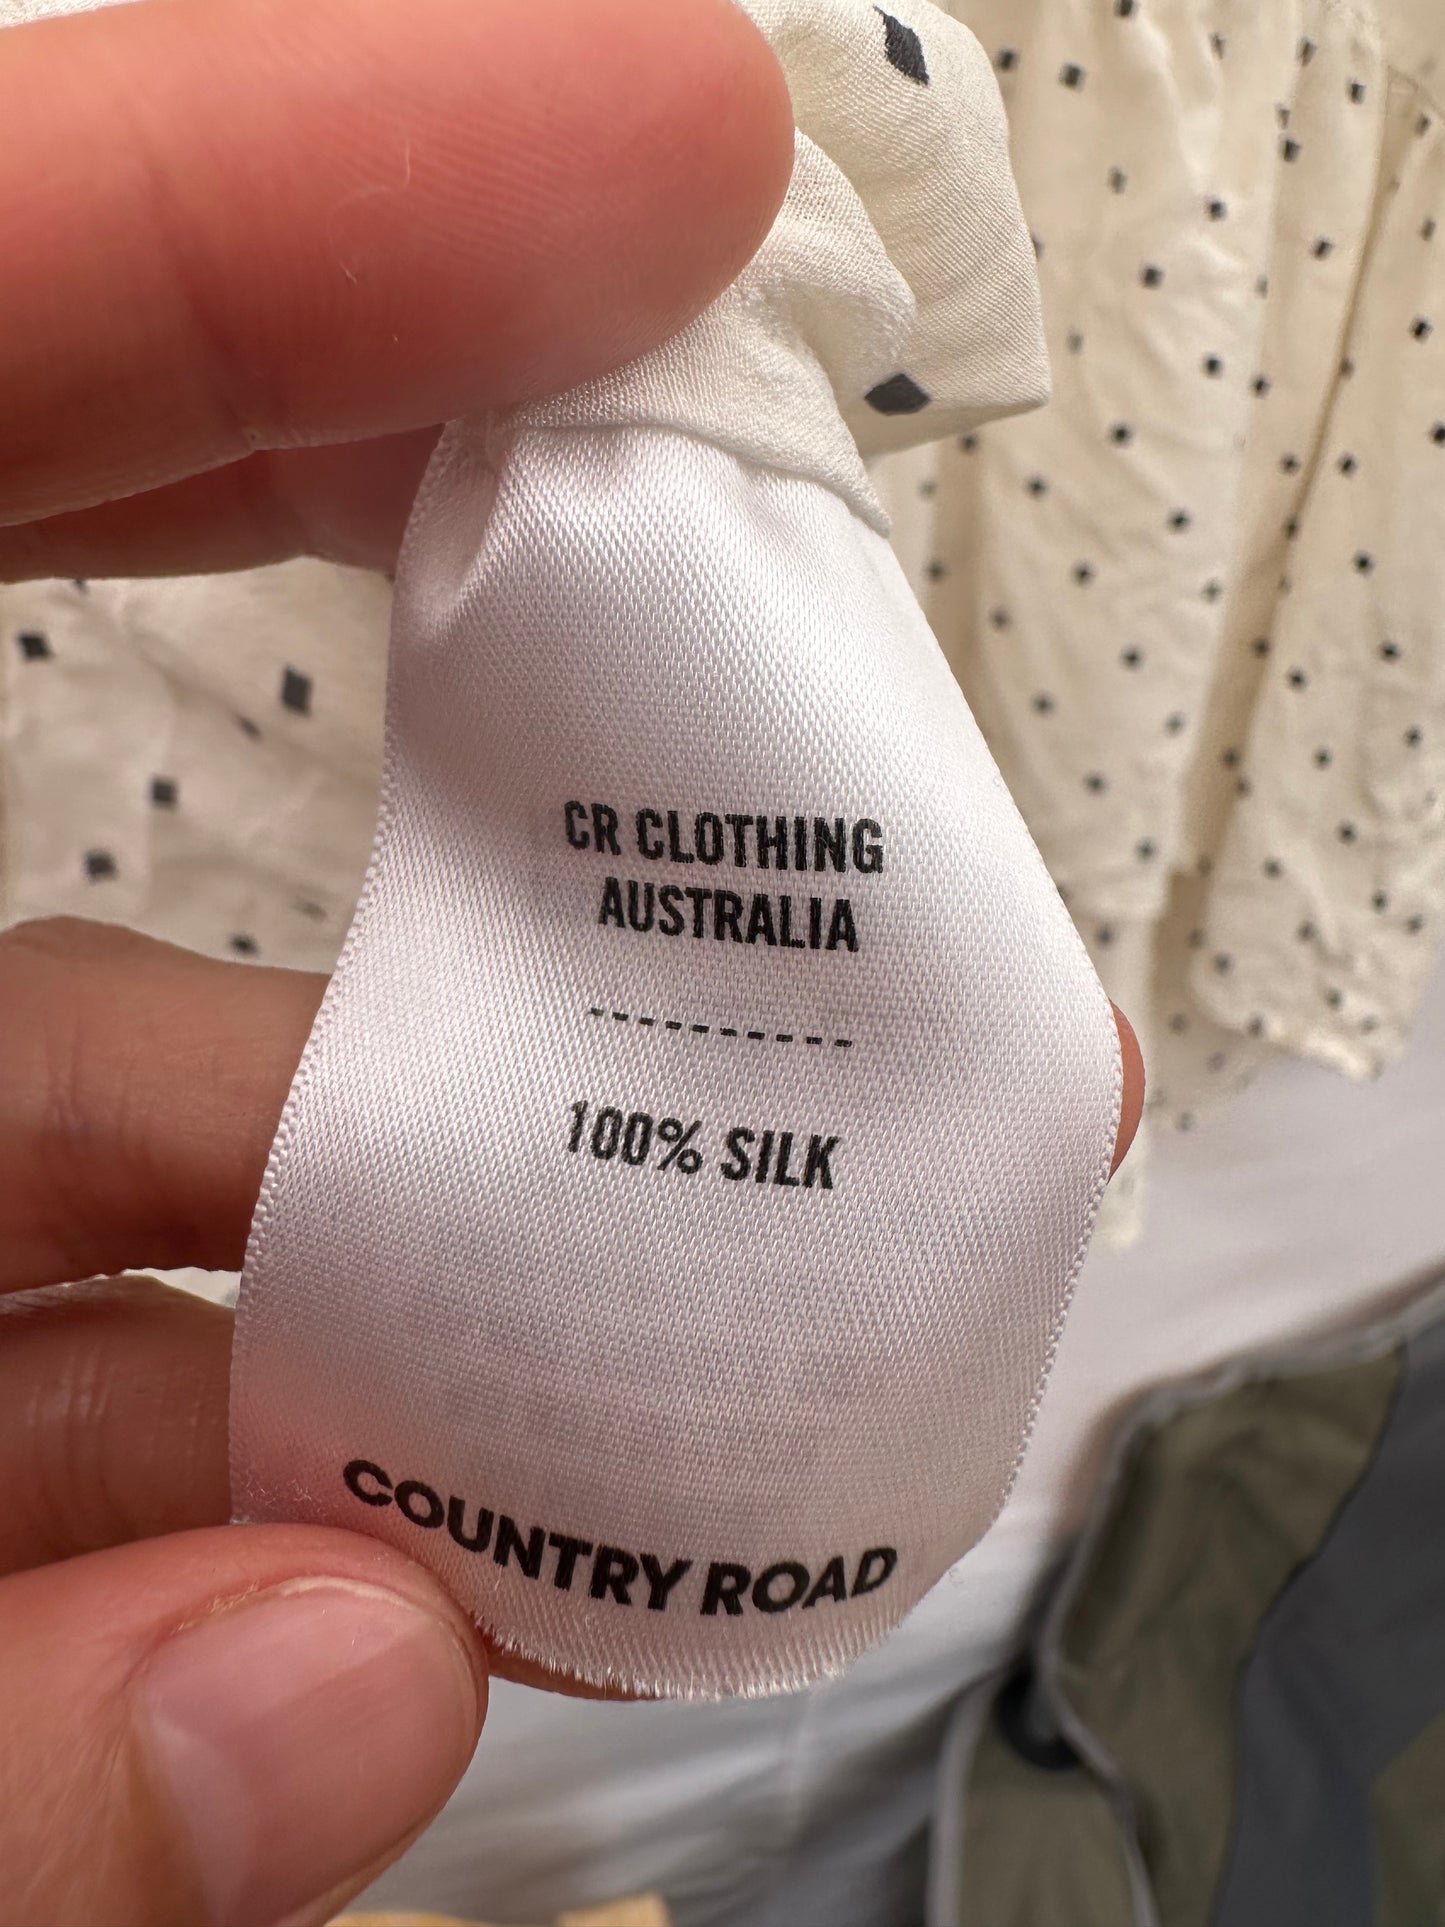 CR CLOTHING
AUSTRALIA
-----------
100% SILK
COUNTRY ROAD